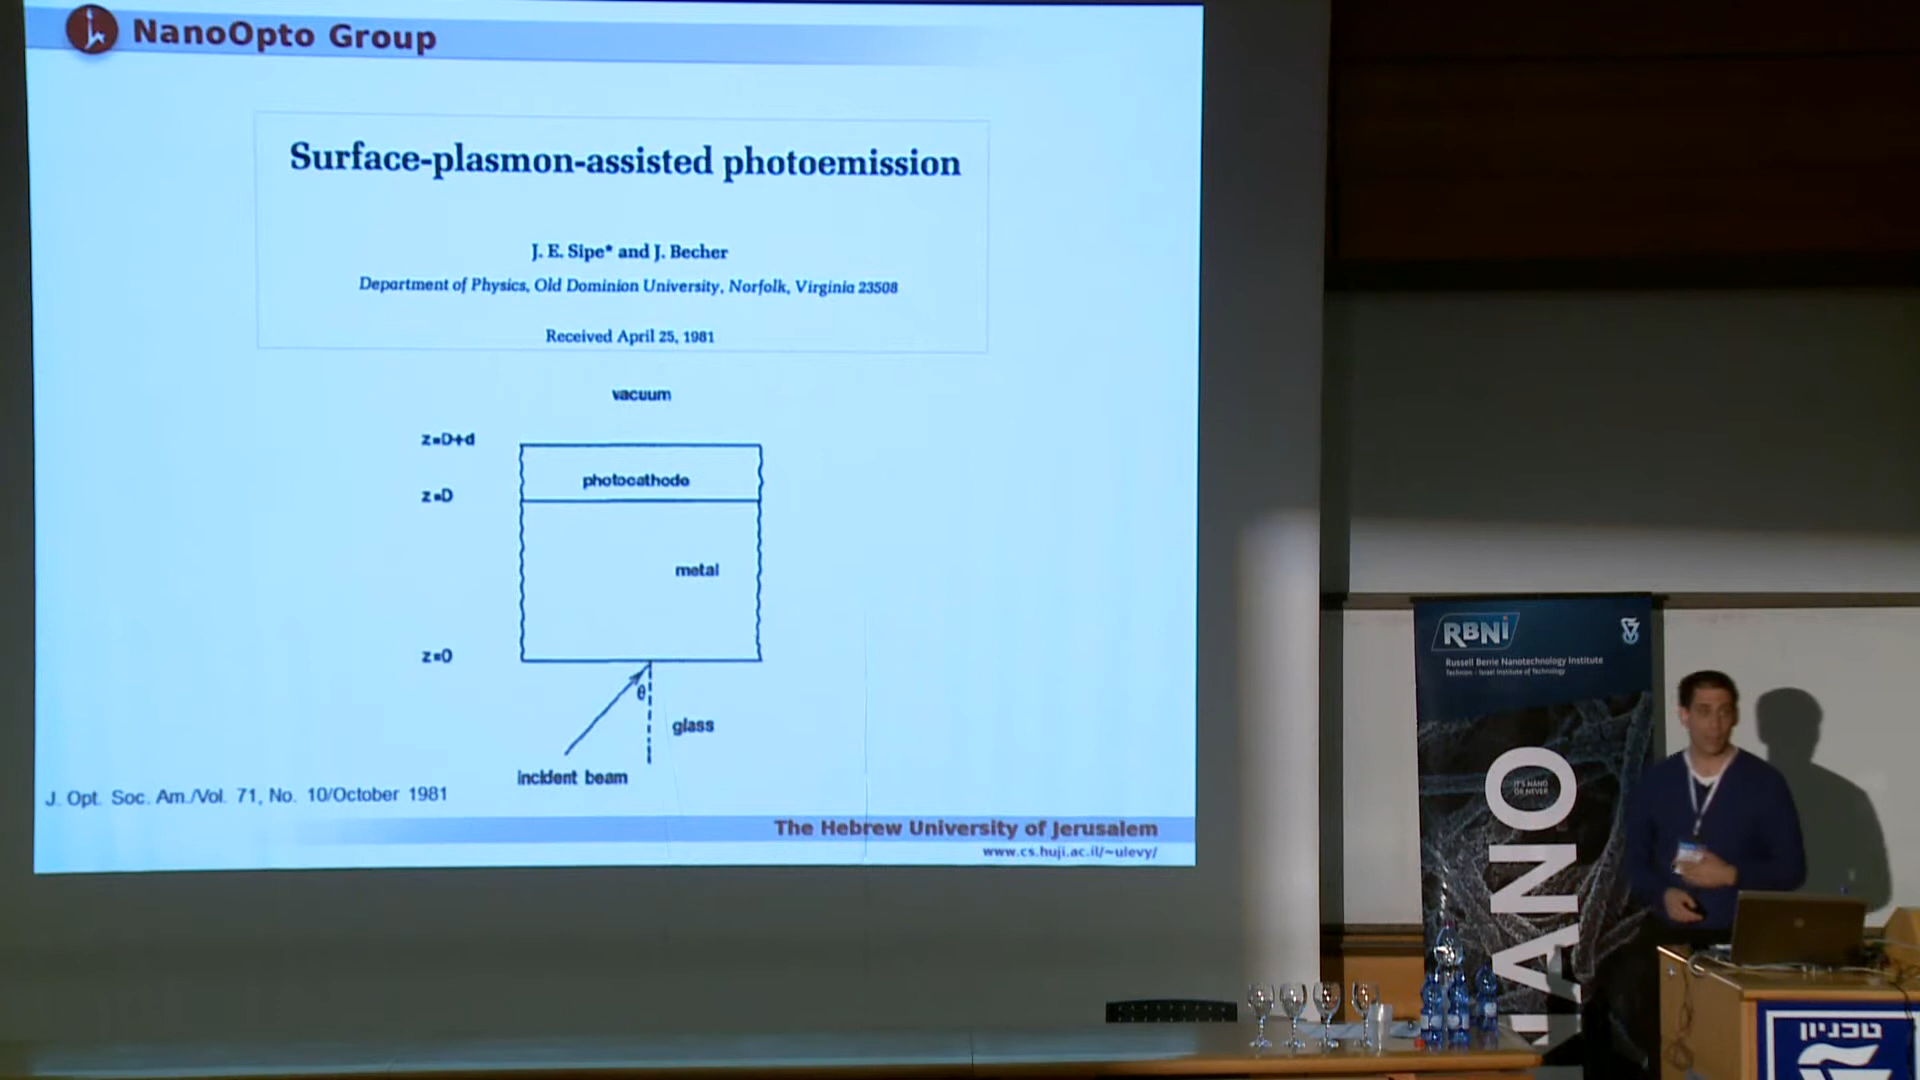 NanoOpto Group
Surface-plasmon-assisted photoemission
J. E. Sipe* and J. Becher
Department of Physics, Old Dominion University, Norfolk, Virginia 23508
Received April 25, 1981
vacuum
z=D+d
photocathode
z=D
metal
z=0
θ
glass
incident beam
J. Opt. Soc. Am./Vol. 71, No. 10/October 1981
The Hebrew University of Jerusalem
www.cs.huji.ac.il/~ulevy/
RBNi
Russell Berrie Nanotechnology Institute
Technion - Israel Institute of Technology
IT'S NANO
OR NEVER
NANO
טכניון